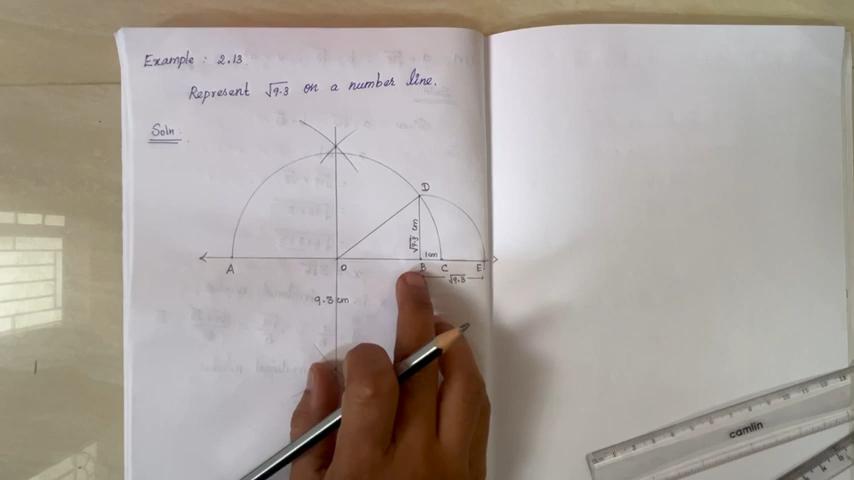 Example : 2.13
Represent √9.3 on a number line.
Soln:
D
√9.3 cm
1cm
A O B C E
√9.3
9.3 cm
camlin